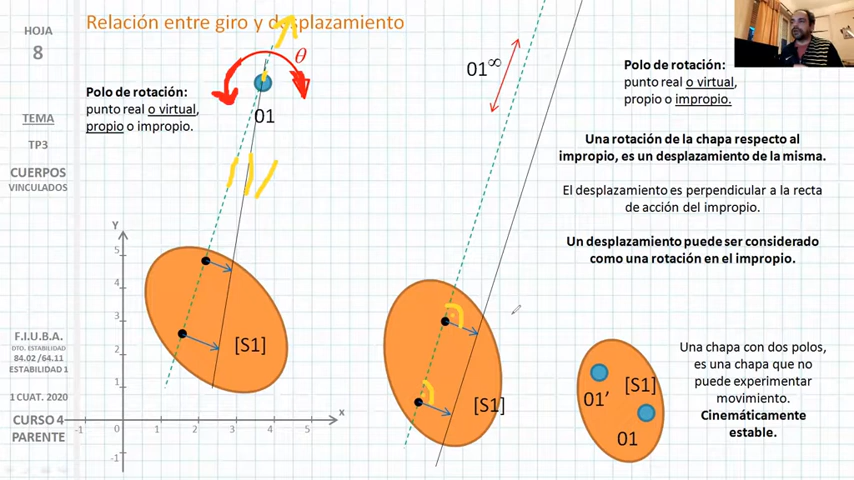 HOJA
8
TEMA
TP3
CUERPOS
VINCULADOS
F.I.U.B.A.
DTO. ESTABILIDAD
84.02/64.11
ESTABILIDAD 1
1 CUAT. 2020
CURSO 4
PARENTE
Relación entre giro y desplazamiento
Polo de rotación:
punto real o virtual,
propio o impropio.
θ
01
Y
5
4
3
2
1
-1
-1
0
1
2
3
4
5
x
[S1]
01∞
[S1]
Polo de rotación:
punto real o virtual,
propio o impropio.
Una rotación de la chapa respecto al
impropio, es un desplazamiento de la misma.
El desplazamiento es perpendicular a la recta
de acción del impropio.
Un desplazamiento puede ser considerado
como una rotación en el impropio.
[S1]
01’
01
Una chapa con dos polos,
es una chapa que no
puede experimentar
movimiento.
Cinemáticamente
estable.